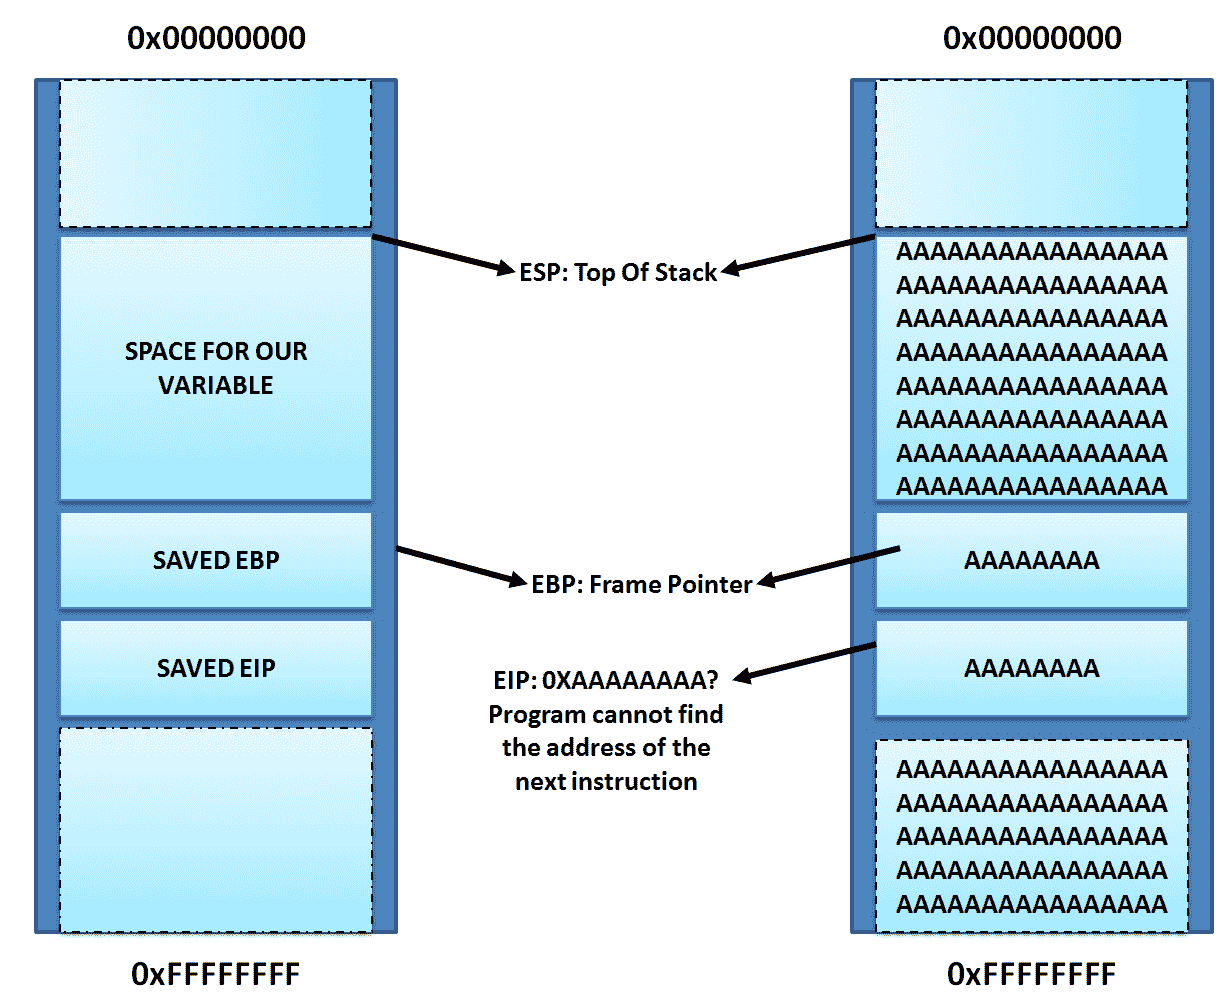 0x00000000
0x00000000
ESP: Top Of Stack
SPACE FOR OUR
VARIABLE
AAAAAAAAAAAAAAAA
AAAAAAAAAAAAAAAA
AAAAAAAAAAAAAAAA
AAAAAAAAAAAAAAAA
AAAAAAAAAAAAAAAA
AAAAAAAAAAAAAAAA
AAAAAAAAAAAAAAAA
AAAAAAAAAAAAAAAA
SAVED EBP
EBP: Frame Pointer
AAAAAAAA
SAVED EIP
EIP: 0XAAAAAAAA?
Program cannot find
the address of the
next instruction
AAAAAAAA
AAAAAAAAAAAAAAAA
AAAAAAAAAAAAAAAA
AAAAAAAAAAAAAAAA
AAAAAAAAAAAAAAAA
AAAAAAAAAAAAAAAA
0xFFFFFFFF
0xFFFFFFFF